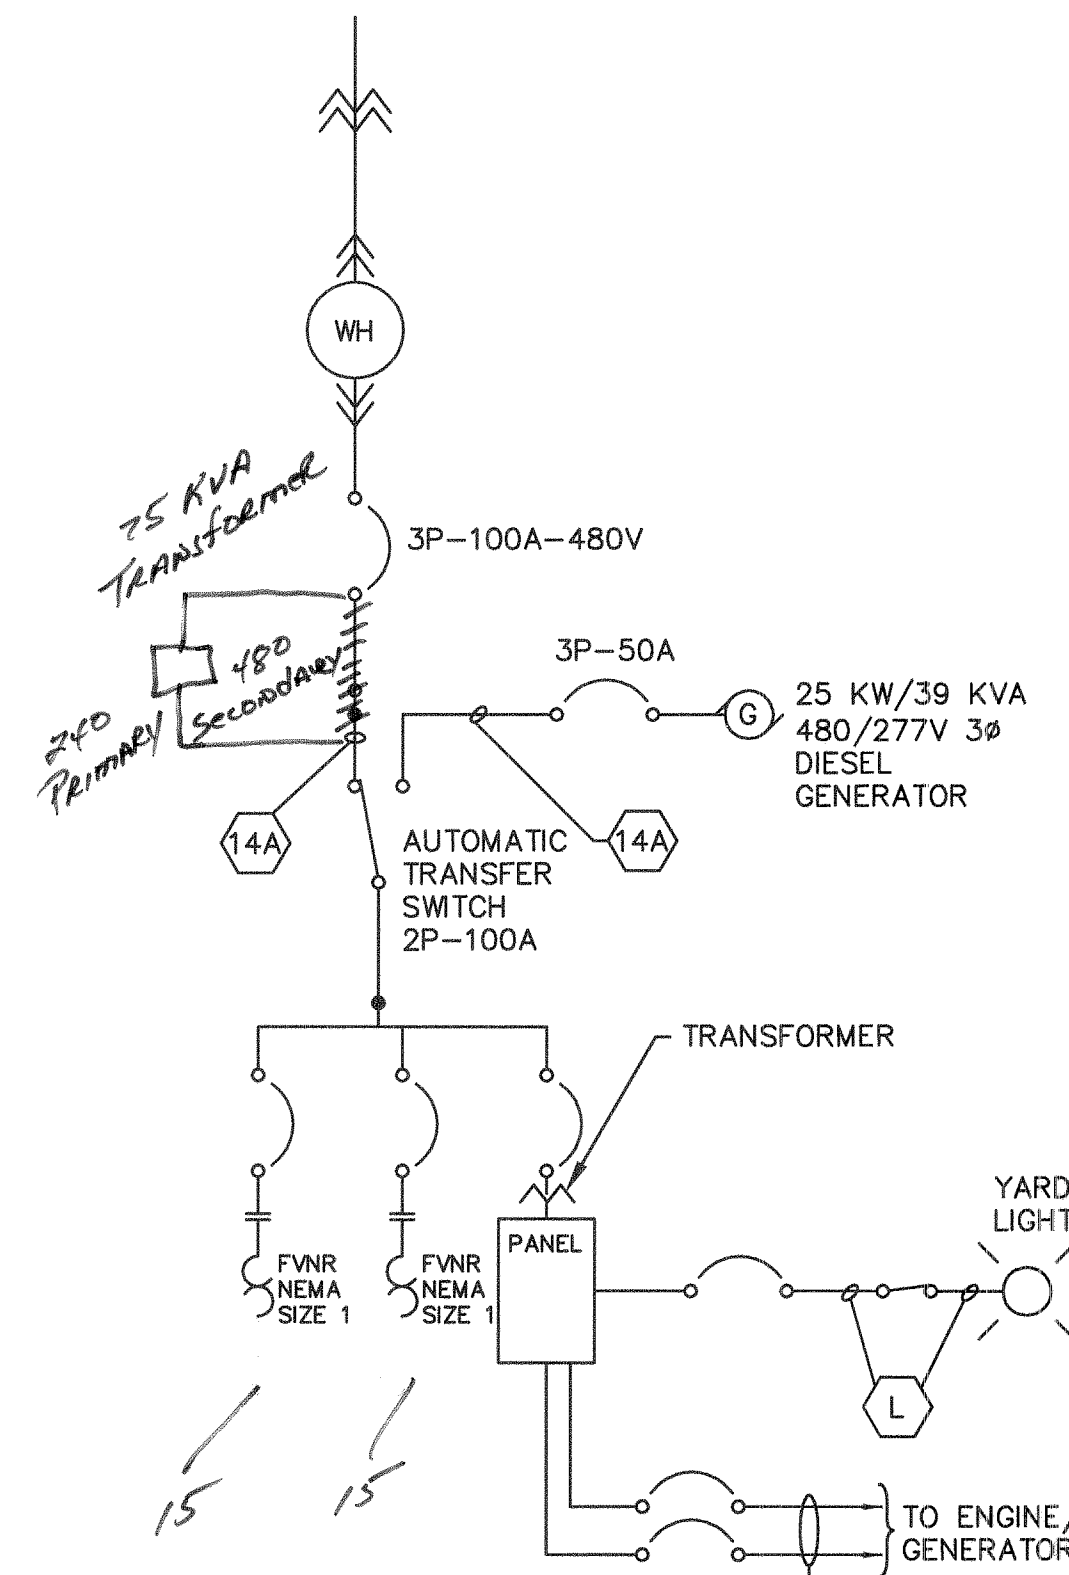 WH
75 KVA
TRANSFORMER
3P-100A-480V
480
SECONDARY
240
PRIMARY
3P-50A
G
25 KW/39 KVA
480/277V 3ø
DIESEL
GENERATOR
14A
14A
AUTOMATIC
TRANSFER
SWITCH
2P-100A
TRANSFORMER
PANEL
YARD
LIGHT
FVNR
NEMA
SIZE 1
FVNR
NEMA
SIZE 1
L
15
15
TO ENGINE/
GENERATOR